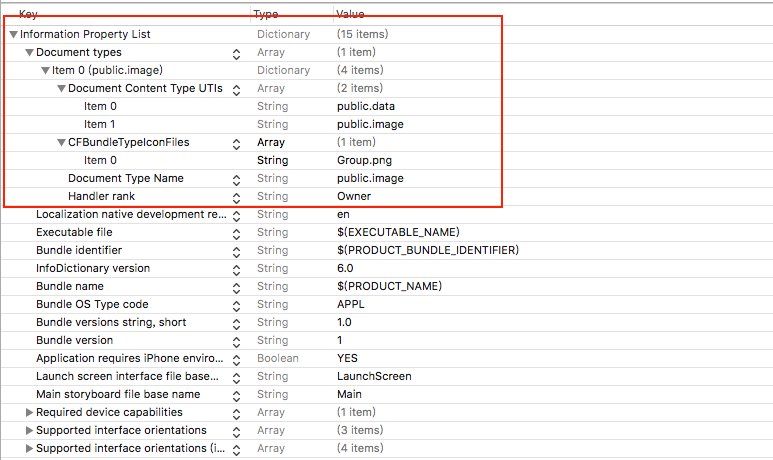 Key Type Value
Information Property List Dictionary (15 items)
Document types Array (1 item)
Item 0 (public.image) Dictionary (4 items)
Document Content Type UTIs Array (2 items)
Item 0 String public.data
Item 1 String public.image
CFBundleTypeIconFiles Array (1 item)
Item 0 String Group.png
Document Type Name String public.image
Handler rank String Owner
Localization native development re... String en
Executable file String $(EXECUTABLE_NAME)
Bundle identifier String $(PRODUCT_BUNDLE_IDENTIFIER)
InfoDictionary version String 6.0
Bundle name String $(PRODUCT_NAME)
Bundle OS Type code String APPL
Bundle versions string, short String 1.0
Bundle version String 1
Application requires iPhone enviro... Boolean YES
Launch screen interface file base... String LaunchScreen
Main storyboard file base name String Main
Required device capabilities Array (1 item)
Supported interface orientations Array (3 items)
Supported interface orientations (i... Array (4 items)